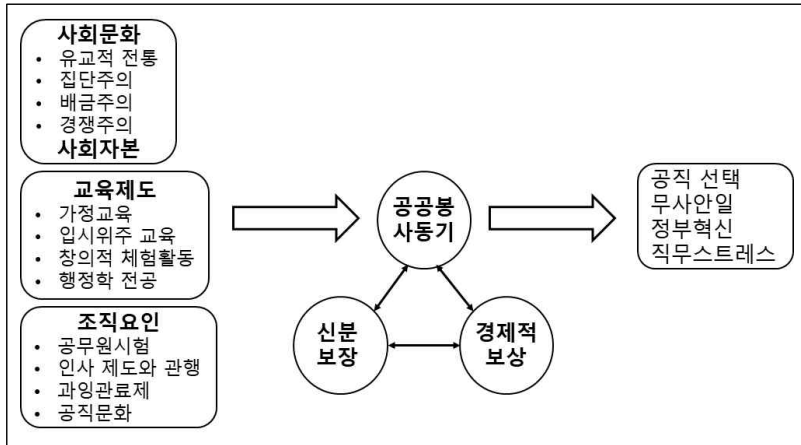 사회문화
• 유교적 전통
• 집단주의
• 배금주의
• 경쟁주의
사회자본
교육제도
• 가정교육
• 입시위주 교육
• 창의적 체험활동
• 행정학 전공
조직요인
• 공무원시험
• 인사 제도와 관행
• 과잉관료제
• 공직문화
공공봉
사동기
신분
보장
경제적
보상
공직 선택
무사안일
정부혁신
직무스트레스